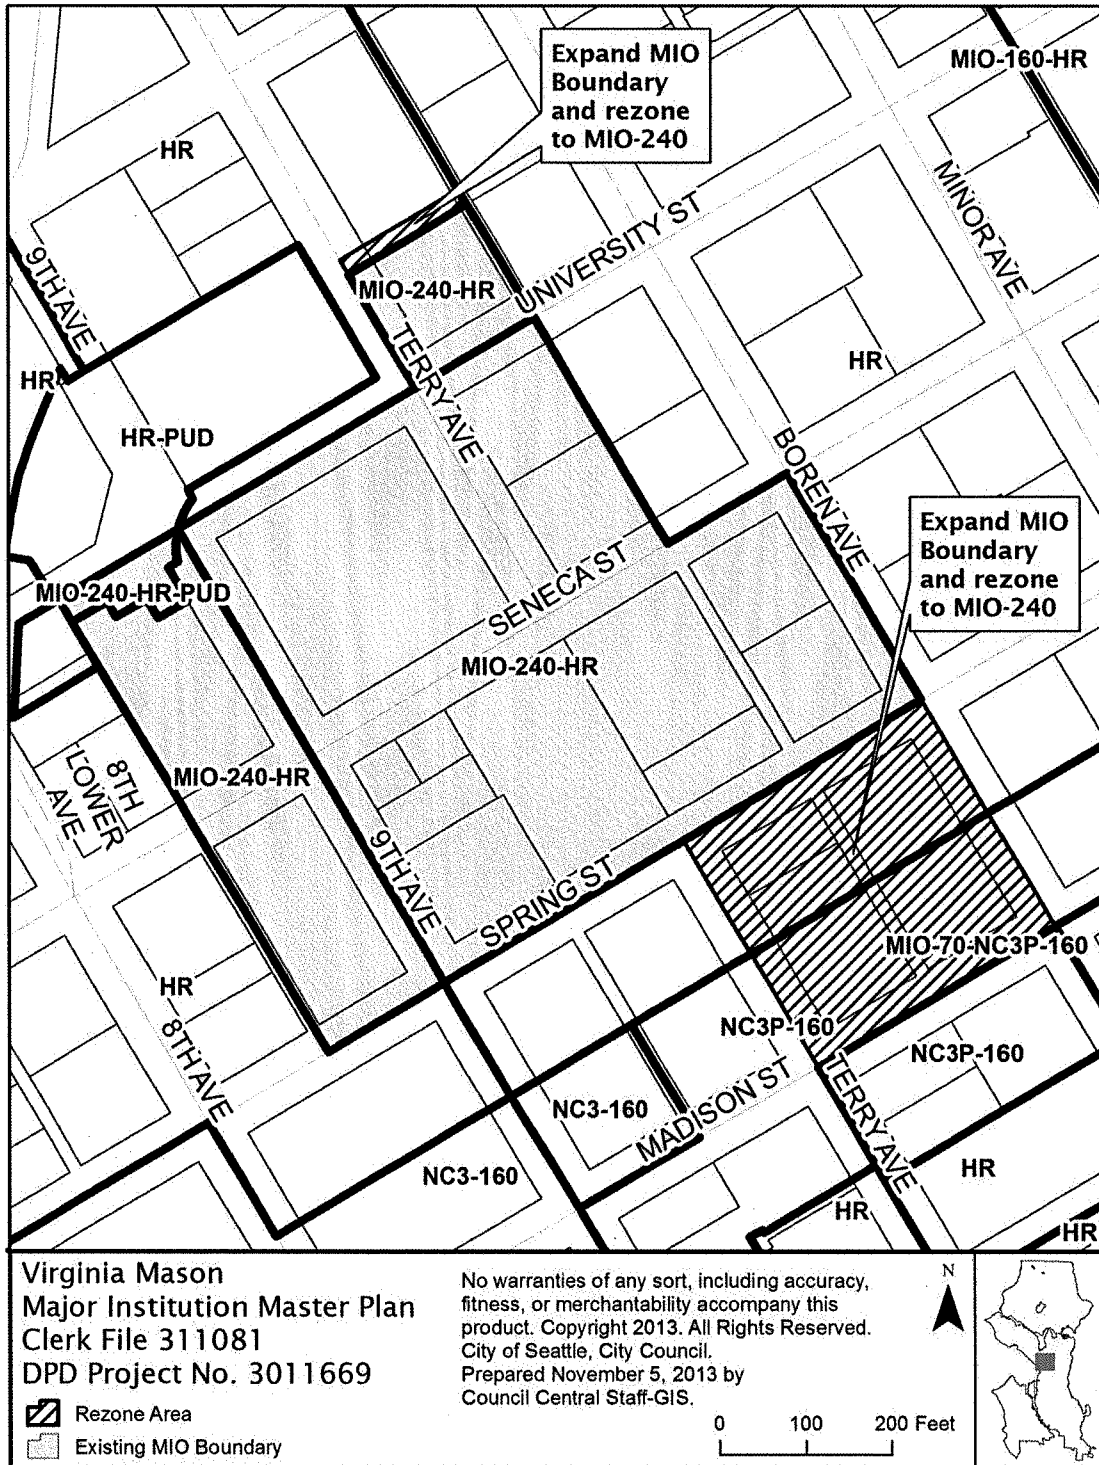 Expand MIO
Boundary
and rezone
to MIO-240
MIO-160-HR
HR
MINOR AVE
9TH AVE
UNIVERSITY ST
MIO-240-HR
TERRY AVE
HR
HR
HR-PUD
BOREN AVE
Expand MIO
Boundary
and rezone
to MIO-240
SENECA ST
MIO-240-HR-PUD
MIO-240-HR
8TH
LOWER
AVE
MIO-240-HR
9TH AVE
SPRING ST
MIO-70-NC3P-160
HR
8TH AVE
NC3P-160
NC3P-160
MADISON ST
TERRY AVE
NC3-160
NC3-160
HR
HR
HR
Virginia Mason
Major Institution Master Plan
Clerk File 311081
DPD Project No. 3011669
Rezone Area
Existing MIO Boundary
No warranties of any sort, including accuracy,
fitness, or merchantability accompany this
product. Copyright 2013. All Rights Reserved.
City of Seattle, City Council.
Prepared November 5, 2013 by
Council Central Staff-GIS.
0 100 200 Feet
N